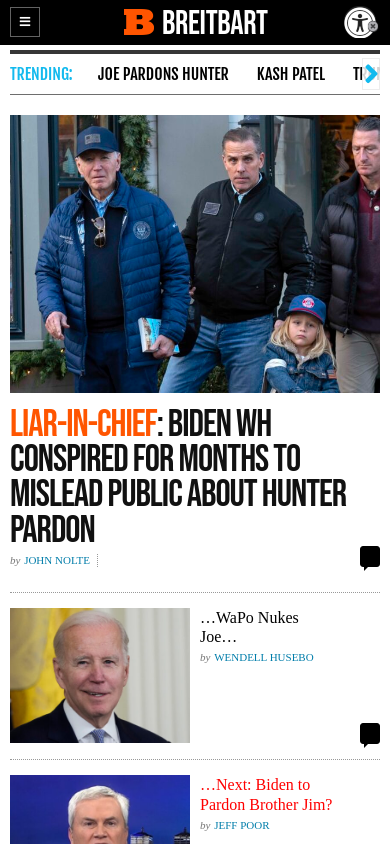 BREITBART
TRENDING:
JOE PARDONS HUNTER
KASH PATEL
LIAR-IN-CHIEF: BIDEN WH
CONSPIRED FOR MONTHS TO
MISLEAD PUBLIC ABOUT HUNTER
PARDON
by JOHN NOLTE
…WaPo Nukes
Joe…
by WENDELL HUSEBO
…Next: Biden to
Pardon Brother Jim?
by JEFF POOR